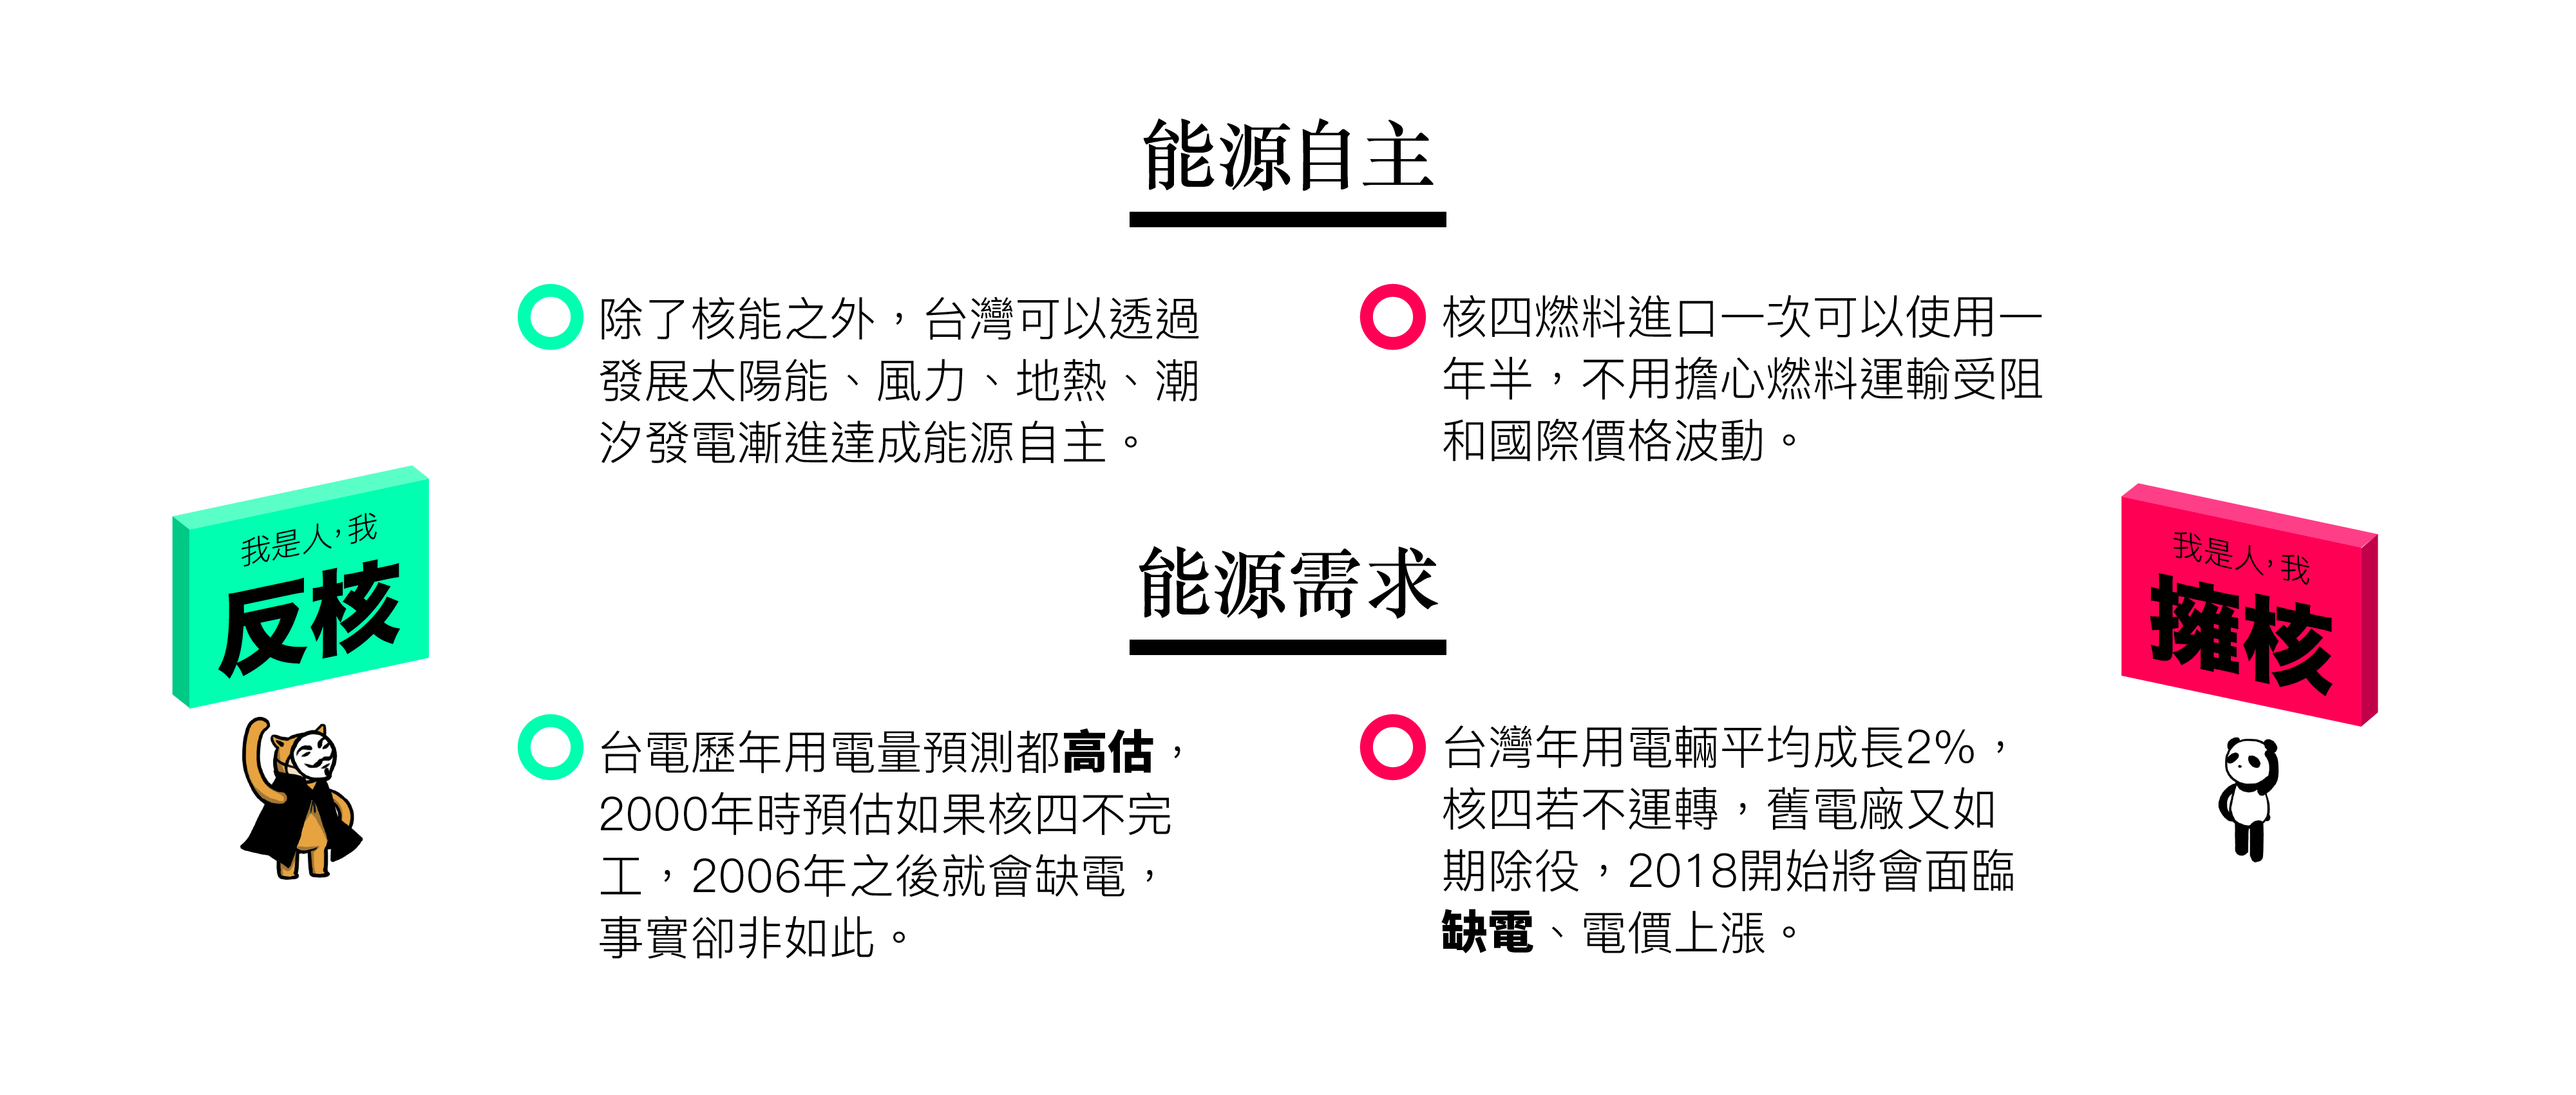 能源自主
除了核能之外，台灣可以透過
發展太陽能、風力、地熱、潮
汐發電漸進達成能源自主。
核四燃料進口一次可以使用一
年半，不用擔心燃料運輸受阻
和國際價格波動。
我是人，我
反核
我是人，我
擁核
能源需求
台電歷年用電量預測都高估，
2000年時預估如果核四不完
工，2006年之後就會缺電，
事實卻非如此。
台灣年用電輛平均成長2%，
核四若不運轉，舊電廠又如
期除役，2018開始將會面臨
缺電、電價上漲。